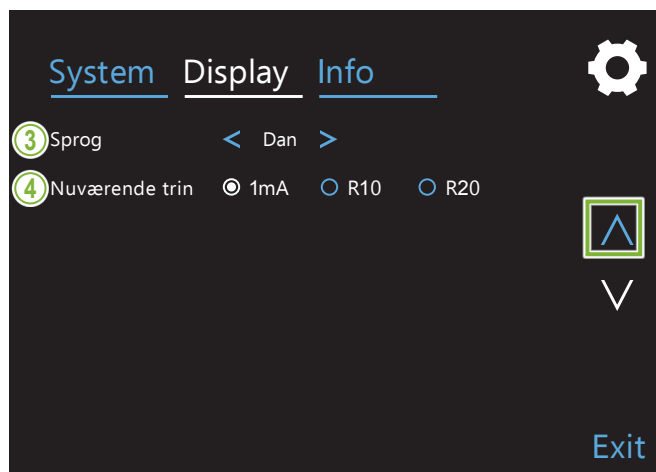 System Display Info
3 Sprog < Dan >
4 Nuværende trin 1mA R10 R20
Exit